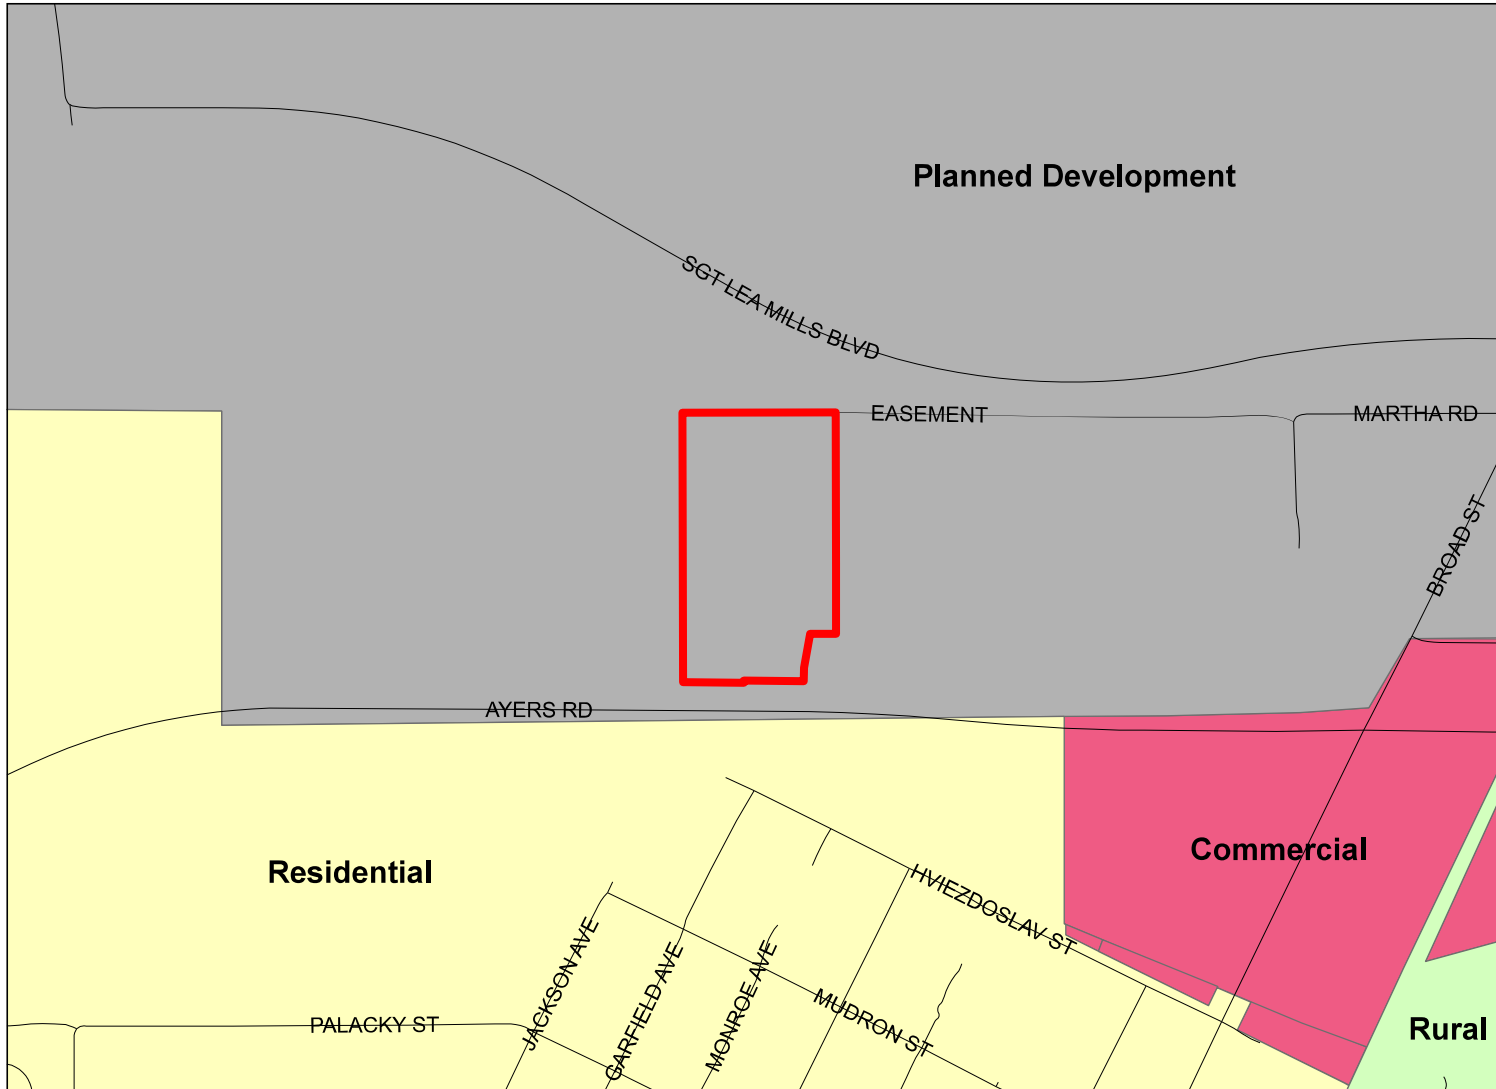 Planned Development
SGT LEA MILLS BLVD
EASEMENT
MARTHA RD
BROAD ST
AYERS RD
Residential
Commercial
HVIEZDOSLAV ST
JACKSON AVE
GARFIELD AVE
MONROE AVE
MUDRON ST
PALACKY ST
Rural